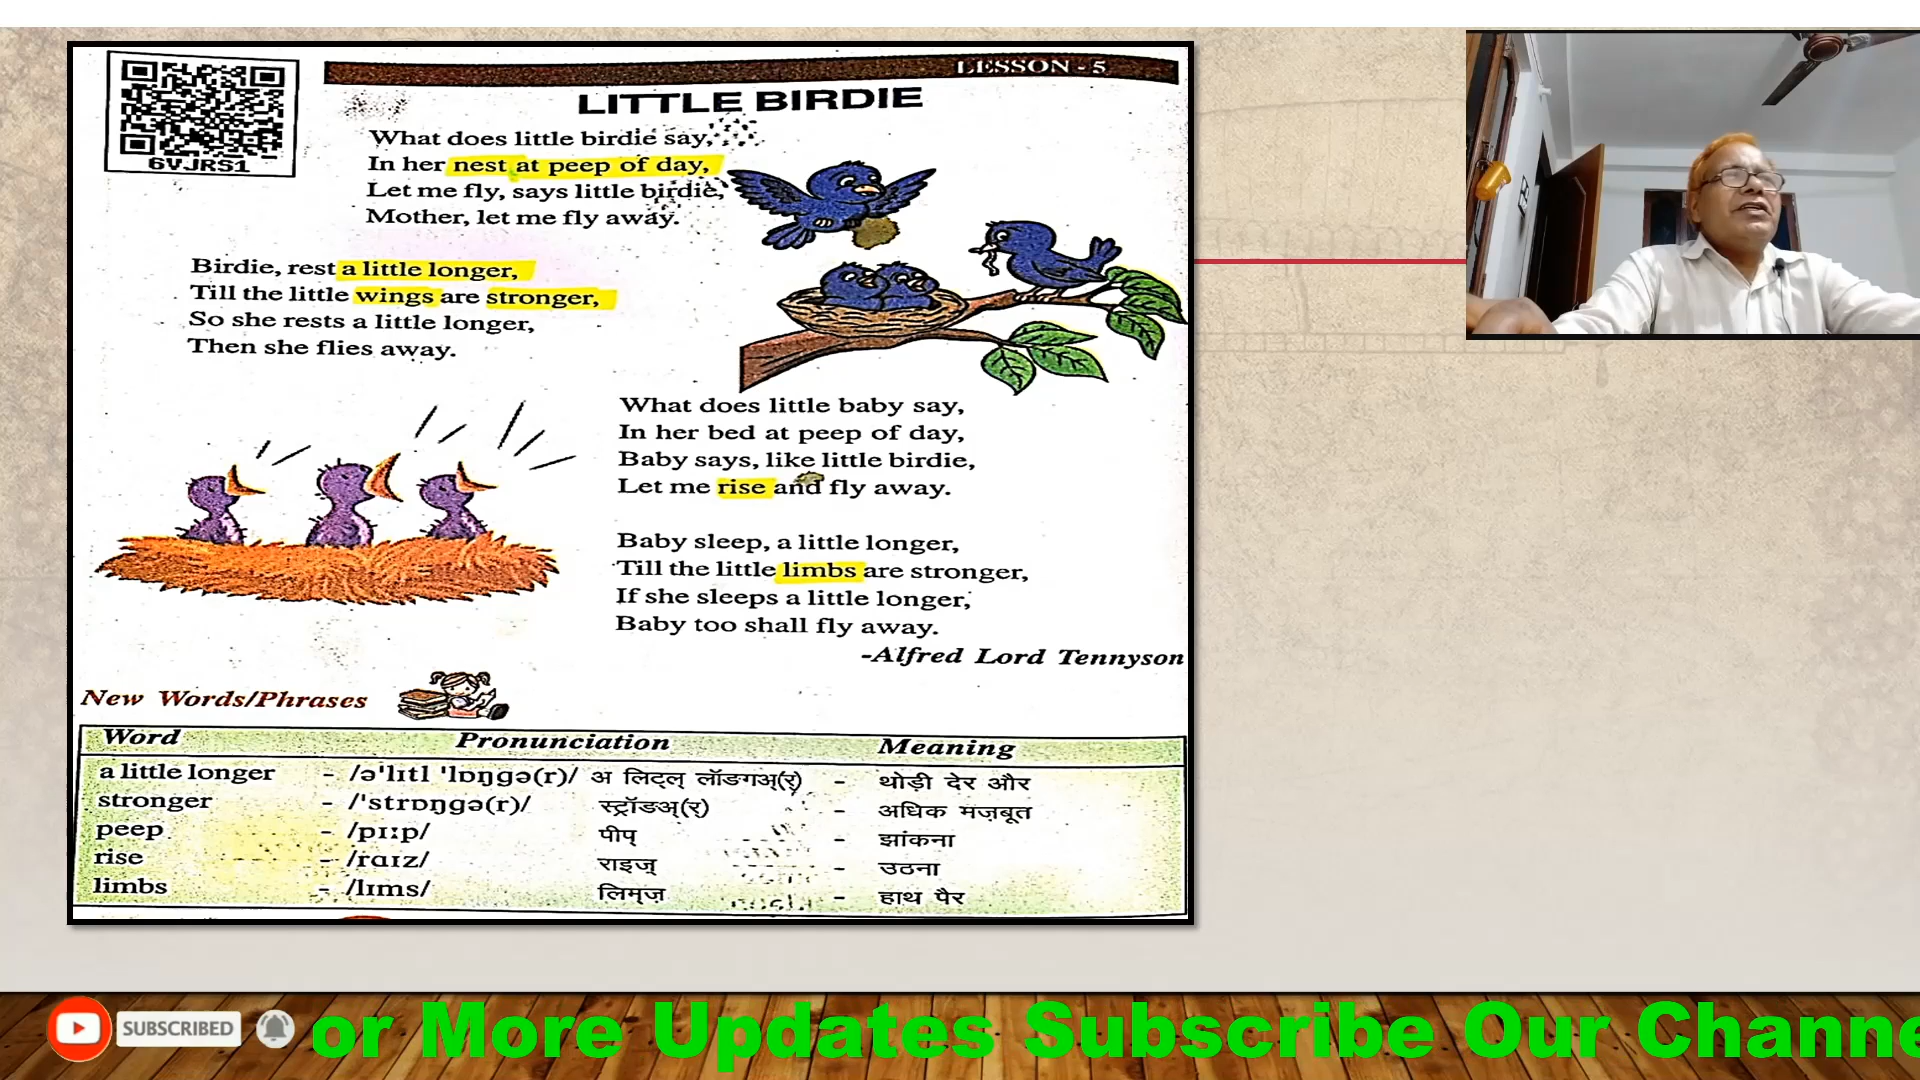 LESSON - 5
LITTLE BIRDIE
6VJRS1
What does little birdie say,
In her nest at peep of day,
Let me fly, says little birdie,
Mother, let me fly away.
Birdie, rest a little longer,
Till the little wings are stronger,
So she rests a little longer,
Then she flies away.
What does little baby say,
In her bed at peep of day,
Baby says, like little birdie,
Let me rise and fly away.
Baby sleep, a little longer,
Till the little limbs are stronger,
If she sleeps a little longer,
Baby too shall fly away.
-Alfred Lord Tennyson
New Words/Phrases
Word Pronunciation Meaning
a little longer - /ə'lɪtl 'lɒŋgə(r)/ अ लिट्ल् लॉङगअ(र्) - थोड़ी देर और
stronger - /'strɒŋgə(r)/ स्ट्रॉङअ(र्) - अधिक मज़बूत
peep - /pɪːp/ पीप् - झांकना
rise - /raɪz/ राइज़् - उठना
limbs - /lɪms/ लिम्ज़ - हाथ पैर
SUBSCRIBED or More Updates Subscribe Our Channe